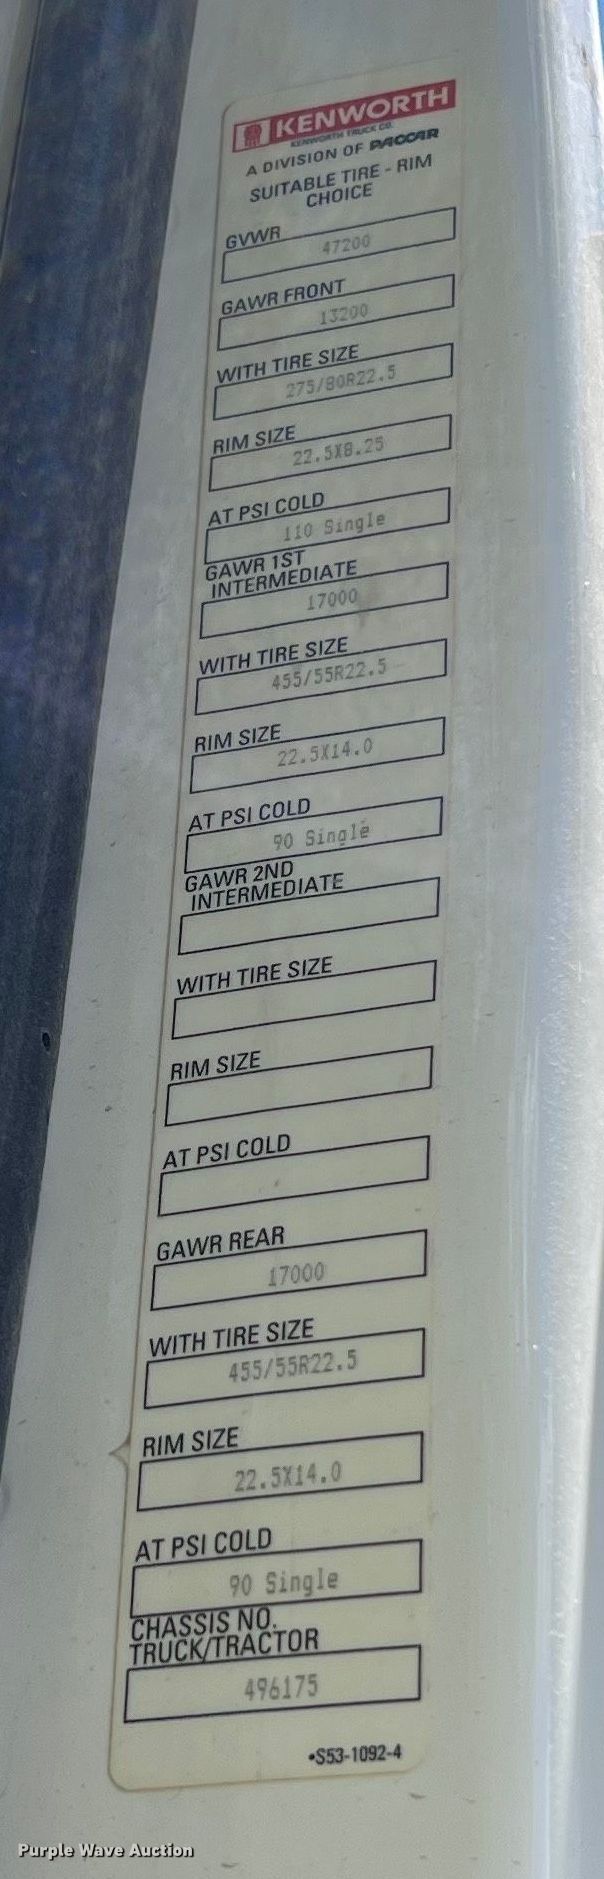 KENWORTH
KENWORTH TRUCK CO.
A DIVISION OF PACCAR
SUITABLE TIRE - RIM
CHOICE
GVWR
47200
GAWR FRONT
13200
WITH TIRE SIZE
275/80R22.5
RIM SIZE
22.5X8.25
AT PSI COLD
110 Single
GAWR 1ST
INTERMEDIATE
17000
WITH TIRE SIZE
455/55R22.5
RIM SIZE
22.5X14.0
AT PSI COLD
90 Single
GAWR 2ND
INTERMEDIATE
WITH TIRE SIZE
RIM SIZE
AT PSI COLD
GAWR REAR
17000
WITH TIRE SIZE
455/55R22.5
RIM SIZE
22.5X14.0
AT PSI COLD
90 Single
CHASSIS NO.
TRUCK/TRACTOR
496175
•S53-1092-4
Purple Wave Auction